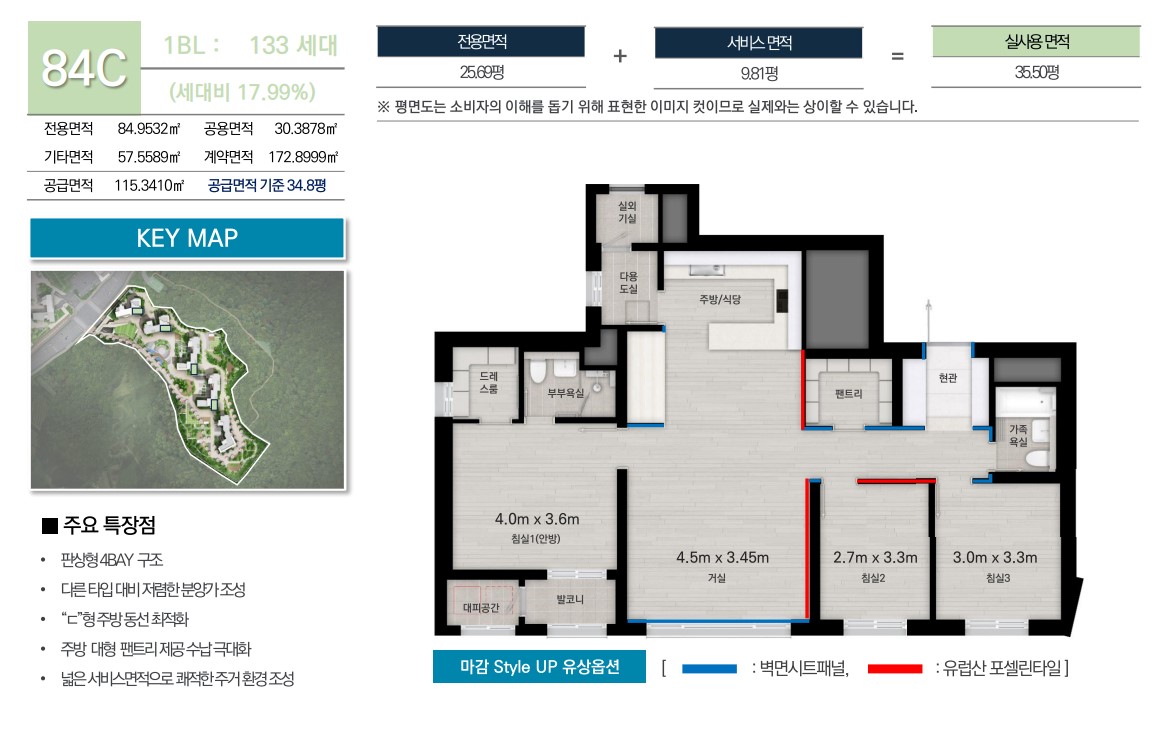 84C
1BL : 133 세대
(세대비 17.99%)
전용면적 84.9532㎡ 공용면적 30.3878㎡
기타면적 57.5589㎡ 계약면적 172.8999㎡
공급면적 115.3410㎡ 공급면적 기준 34.8평
KEY MAP
■ 주요 특장점
• 판상형 4BAY 구조
• 다른 타입 대비 저렴한 분양가 조성
• “ㄷ”형 주방 동선 최적화
• 주방 대형 팬트리 제공 수납 극대화
• 넓은 서비스면적으로 쾌적한 주거 환경 조성
전용면적 + 서비스 면적 = 실사용 면적
25.69평 9.81평 35.50평
※ 평면도는 소비자의 이해를 돕기 위해 표현한 이미지 컷이므로 실제와는 상이할 수 있습니다.
실외
기실
다용
도실
주방/식당
드레
스룸
부부욕실
팬트리
현관
가족
욕실
4.0m x 3.6m
침실1(안방)
4.5m x 3.45m
거실
2.7m x 3.3m
침실2
3.0m x 3.3m
침실3
대피공간
발코니
마감 Style UP 유상옵션 [ : 벽면시트패널, : 유럽산 포셀린타일 ]